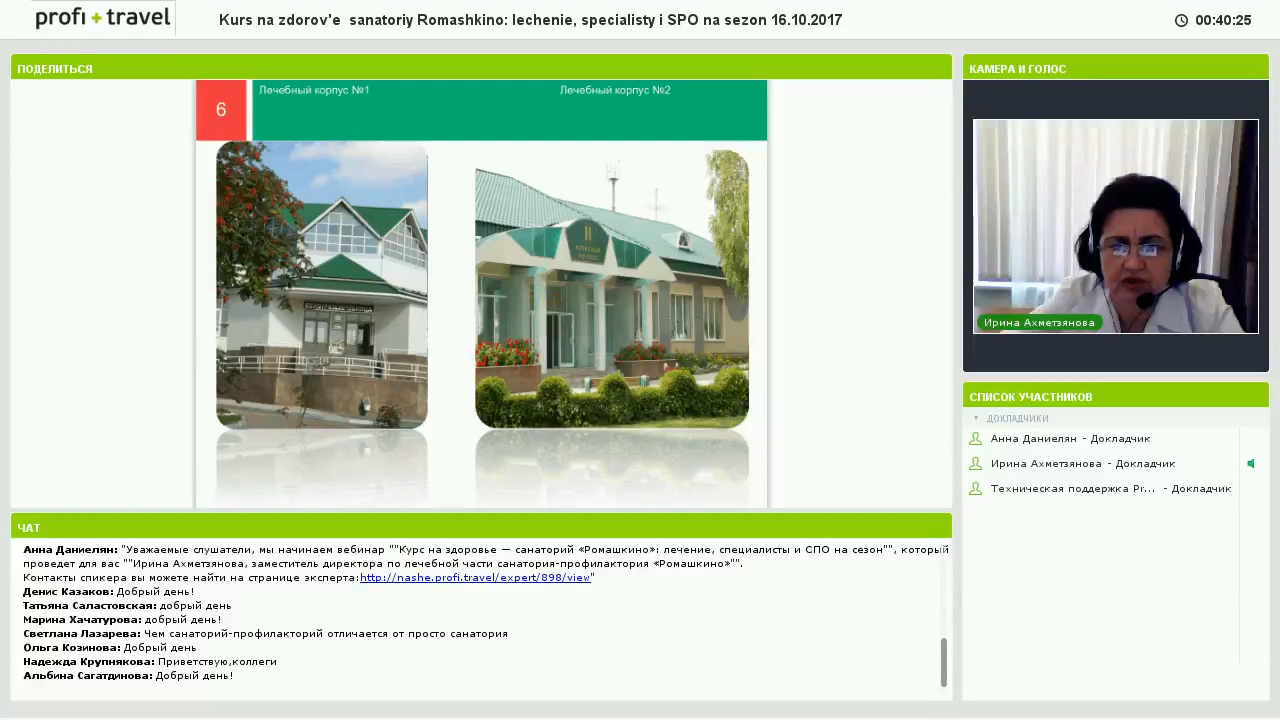 profi + travel
Kurs na zdorov'e sanatoriy Romashkino: lechenie, specialisty i SPO na sezon 16.10.2017
00:40:25
ПОДЕЛИТЬСЯ
6
Лечебный корпус №1
Лечебный корпус №2
II
КАМЕРА И ГОЛОС
Ирина Ахметзянова
СПИСОК УЧАСТНИКОВ
ДОКЛАДЧИКИ
Анна Даниелян - Докладчик
Ирина Ахметзянова - Докладчик
Техническая поддержка Pr... - Докладчик
ЧАТ
Анна Даниелян: "Уважаемые слушатели, мы начинаем вебинар ""Курс на здоровье — санаторий «Ромашкино»: лечение, специалисты и СПО на сезон"", который
проведет для вас ""Ирина Ахметзянова, заместитель директора по лечебной части санатория-профилактория «Ромашкино»"".
Контакты спикера вы можете найти на странице эксперта:http://nashe.profi.travel/expert/898/view"
Денис Казаков: Добрый день!
Татьяна Саластовская: добрый день
Марина Хачатурова: добрый день!
Светлана Лазарева: Чем санаторий-профилакторий отличается от просто санатория
Ольга Козинова: Добрый день
Надежда Крупнякова: Приветствую,коллеги
Альбина Сагатдинова: Добрый день!